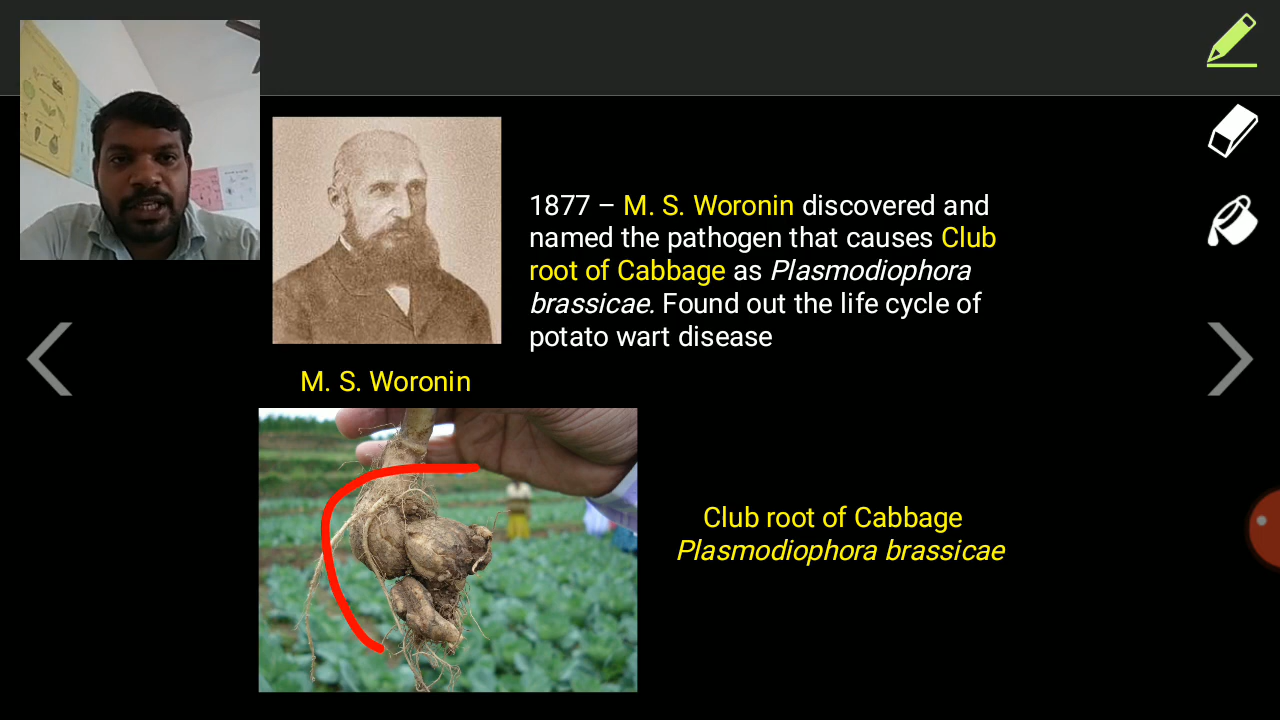 1877 – M. S. Woronin discovered and
named the pathogen that causes Club
root of Cabbage as Plasmodiophora
brassicae. Found out the life cycle of
potato wart disease
M. S. Woronin
Club root of Cabbage
Plasmodiophora brassicae